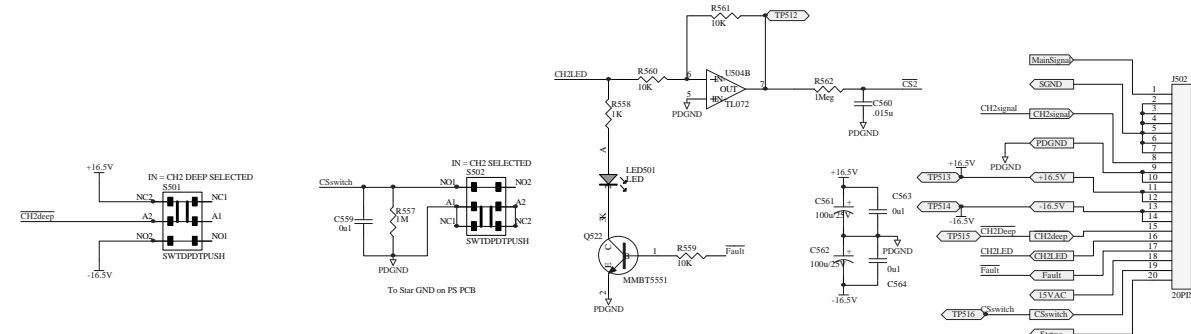 R561
10K
TP512
CH2LED
R560
10K
6
IN
U504B
OUT
7
5
IN
TL072
PDGND
R562
1Meg
CS2
C560
.015u
PDGND
R558
1K
A
LED501
LED
K
3
Q522
C
B
E
MMBT5551
1
R559
10K
Fault
2
PDGND
IN = CH2 DEEP SELECTED
S501
+16.5V
NC2
NC1
CH2deep
A2
A1
NO2
NO1
SWTDPDTPUSH
-16.5V
IN = CH2 SELECTED
S502
CSswitch
NO1
NO2
A1
A2
NC1
NC2
SWTDPDTPUSH
C559
0u1
R557
1M
PDGND
To Star GND on PS PCB
+16.5V
C561
100u/25V
C563
0u1
PDGND
C562
100u/25V
0u1
C564
-16.5V
MainSignal
SGND
CH2signal
CH2signal
PDGND
PDGND
+16.5V
TP513
+16.5V
TP514
-16.5V
-16.5V
CH2Deep
TP515
CH2deep
CH2LED
CH2LED
Fault
Fault
15VAC
CSswitch
TP516
CSswitch
Status
J502
1
2
3
4
5
6
7
8
9
10
11
12
13
14
15
16
17
18
19
20
20PIN